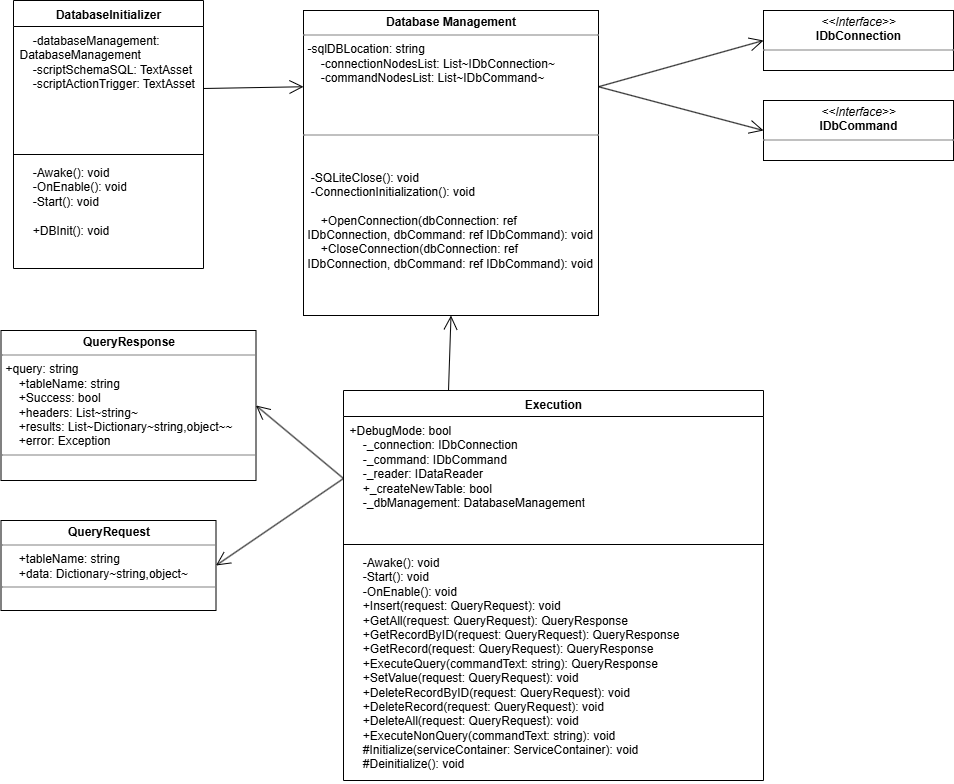 DatabaseInitializer
-databaseManagement:
DatabaseManagement
-scriptSchemaSQL: TextAsset
-scriptActionTrigger: TextAsset
-Awake(): void
-OnEnable(): void
-Start(): void
+DBInit(): void
Database Management
-sqlDBLocation: string
-connectionNodesList: List~IDbConnection~
-commandNodesList: List~IDbCommand~
-SQLiteClose(): void
-ConnectionInitialization(): void
+OpenConnection(dbConnection: ref
IDbConnection, dbCommand: ref IDbCommand): void
+CloseConnection(dbConnection: ref
IDbConnection, dbCommand: ref IDbCommand): void
<<Interface>>
IDbConnection
<<Interface>>
IDbCommand
QueryResponse
+query: string
+tableName: string
+Success: bool
+headers: List~string~
+results: List~Dictionary~string,object~~
+error: Exception
QueryRequest
+tableName: string
+data: Dictionary~string,object~
Execution
+DebugMode: bool
-_connection: IDbConnection
-_command: IDbCommand
-_reader: IDataReader
+_createNewTable: bool
-_dbManagement: DatabaseManagement
-Awake(): void
-Start(): void
-OnEnable(): void
+Insert(request: QueryRequest): void
+GetAll(request: QueryRequest): QueryResponse
+GetRecordByID(request: QueryRequest): QueryResponse
+GetRecord(request: QueryRequest): QueryResponse
+ExecuteQuery(commandText: string): QueryResponse
+SetValue(request: QueryRequest): void
+DeleteRecordByID(request: QueryRequest): void
+DeleteRecord(request: QueryRequest): void
+DeleteAll(request: QueryRequest): void
+ExecuteNonQuery(commandText: string): void
#Initialize(serviceContainer: ServiceContainer): void
#Deinitialize(): void